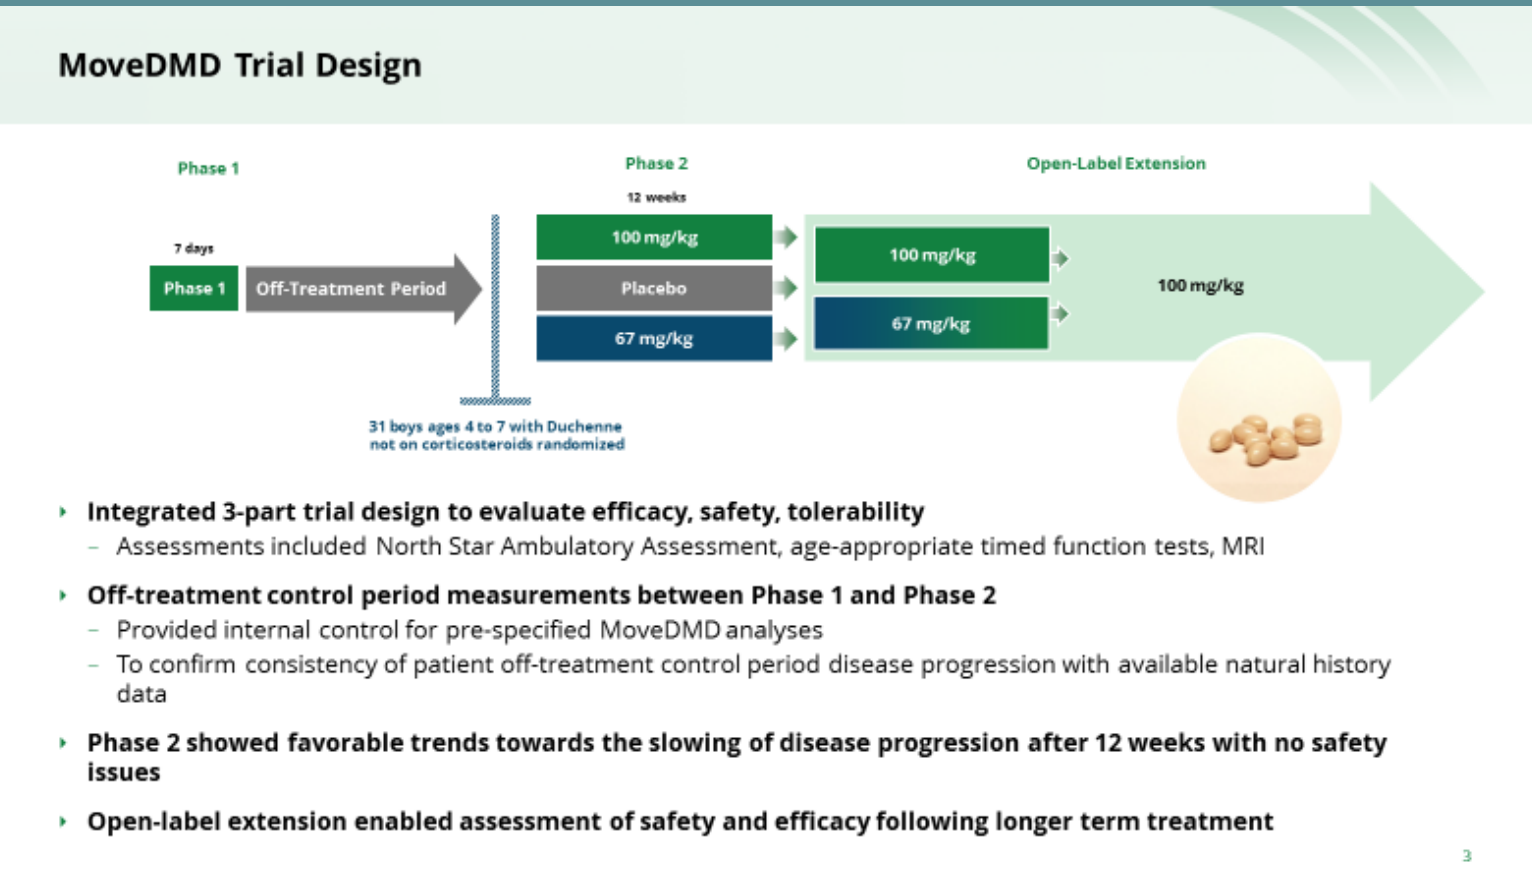 MoveDMD Trial Design
Phase 1
Phase 2
Open-Label Extension
12 weeks
7 days
Phase 1
Off-Treatment Period
100 mg/kg
Placebo
67 mg/kg
100 mg/kg
67 mg/kg
100 mg/kg
31 boys ages 4 to 7 with Duchenne
not on corticosteroids randomized
Integrated 3-part trial design to evaluate efficacy, safety, tolerability
– Assessments included North Star Ambulatory Assessment, age-appropriate timed function tests, MRI
Off-treatment control period measurements between Phase 1 and Phase 2
– Provided internal control for pre-specified MoveDMD analyses
– To confirm consistency of patient off-treatment control period disease progression with available natural history
data
Phase 2 showed favorable trends towards the slowing of disease progression after 12 weeks with no safety
issues
Open-label extension enabled assessment of safety and efficacy following longer term treatment
3